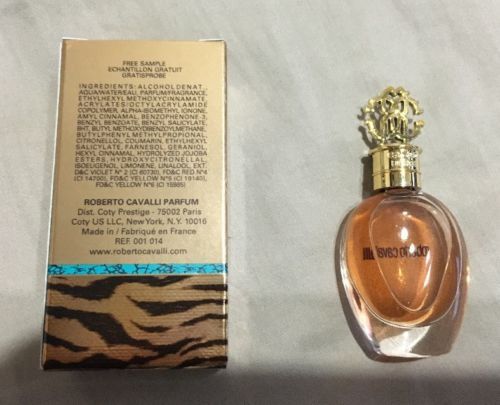 FREE SAMPLE
ECHANTILLON GRATUIT
GRATISPROBE
INGREDIENTS: ALCOHOL DENAT.,
AQUA/WATER/EAU, PARFUM/FRAGRANCE,
ETHYLHEXYL METHOXYCINNAMATE,
ACRYLATES/OCTYLACRYLAMIDE
COPOLYMER, ALPHA-ISOMETHYL IONONE,
AMYL CINNAMAL, BENZOPHENONE-3,
BENZYL BENZOATE, BENZYL SALICYLATE,
BHT, BUTYL METHOXYDIBENZOYLMETHANE,
BUTYLPHENYL METHYLPROPIONAL,
CITRONELLOL, COUMARIN, ETHYLHEXYL
SALICYLATE, FARNESOL, GERANIOL,
HEXYL CINNAMAL, HYDROLYZED JOJOBA
ESTERS, HYDROXYCITRONELLAL,
ISOEUGENOL, LIMONENE, LINALOOL, EXT.
D&C VIOLET N° 2 (CI 60730), FD&C RED N°4
(CI 14700), FD&C YELLOW N°5 (CI 19140),
FD&C YELLOW N°6 (CI 15985)
ROBERTO CAVALLI PARFUM
Dist. Coty Prestige - 75002 Paris
Coty US LLC, NewYork, N.Y. 10016
Made in / Fabriqué en France
REF. 001 014
www.robertocavalli.com
roberto cavalli